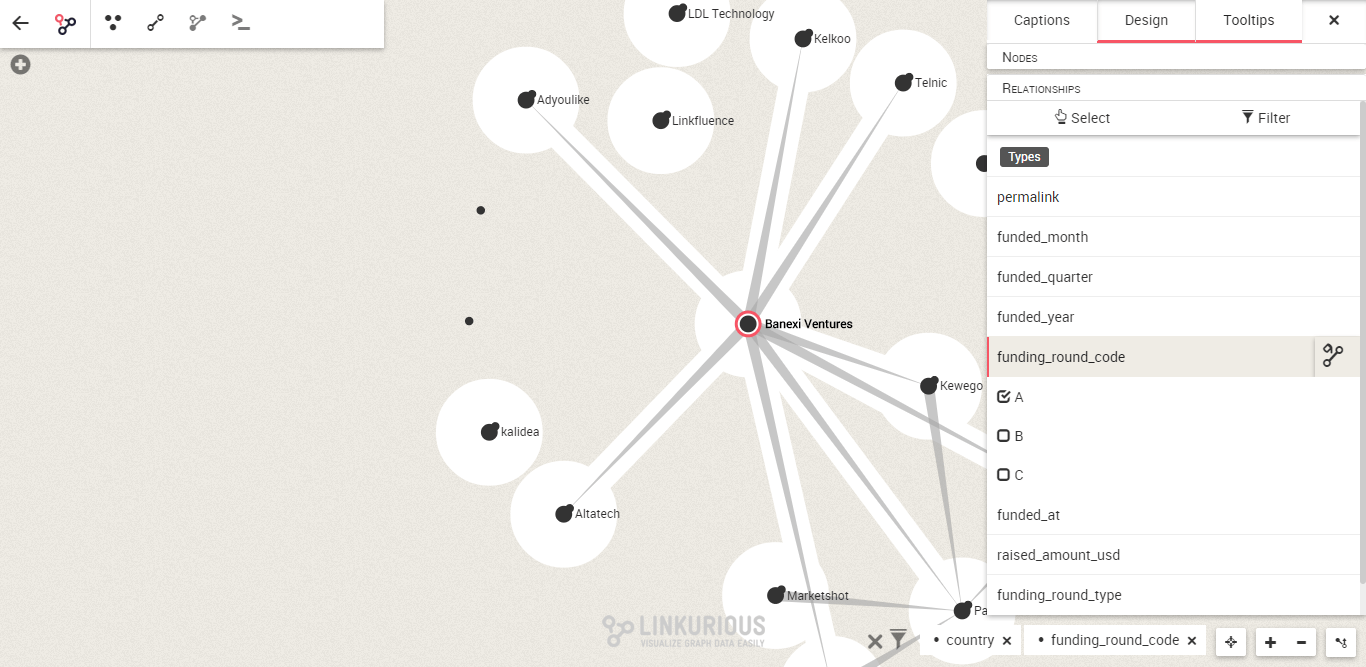 Captions
Design
Tooltips
Nodes
Relationships
Select
Filter
Types
permalink
funded_month
funded_quarter
funded_year
funding_round_code
A
B
C
funded_at
raised_amount_usd
funding_round_type
LDL Technology
Kelkoo
Telnic
Adyoulike
Linkfluence
Banexi Ventures
Kewego
kalidea
Altatech
Marketshot
Pa
LINKURIOUS
VISUALIZE GRAPH DATA EASILY
• country
• funding_round_code